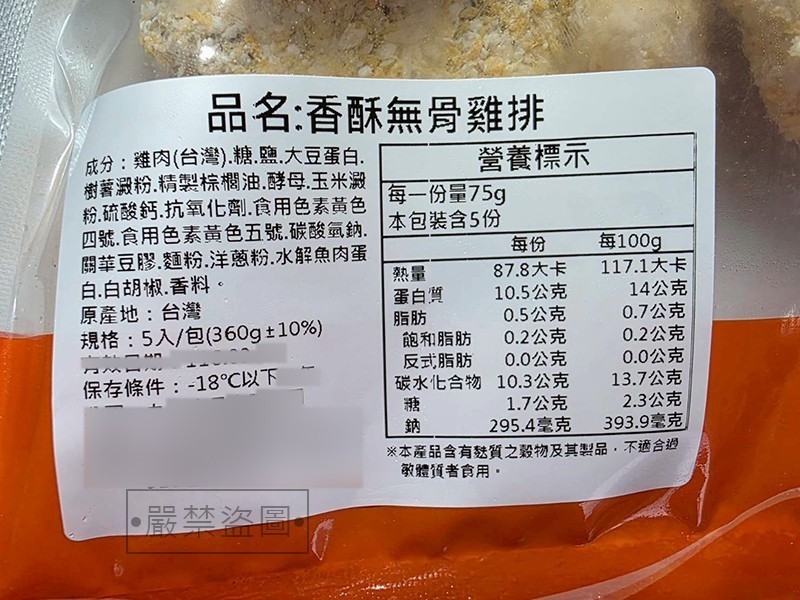 品名:香酥無骨雞排
成分：雞肉(台灣).糖.鹽.大豆蛋白.
樹薯澱粉.精製棕櫚油.酵母.玉米澱
粉.硫酸鈣.抗氧化劑.食用色素黃色
四號.食用色素黃色五號.碳酸氫鈉.
關華豆膠.麵粉.洋蔥粉.水解魚肉蛋
白.白胡椒.香料。
原產地：台灣
規格：5入/包(360g±10%)
有效日期
保存條件：-18℃以下
營養標示
每一份量75g
本包裝含5份
每份 每100g
熱量 87.8大卡 117.1大卡
蛋白質 10.5公克 14公克
脂肪 0.5公克 0.7公克
飽和脂肪 0.2公克 0.2公克
反式脂肪 0.0公克 0.0公克
碳水化合物 10.3公克 13.7公克
糖 1.7公克 2.3公克
鈉 295.4毫克 393.9毫克
※本產品含有麩質之穀物及其製品，不適合過
敏體質者食用。
•嚴禁盜圖•